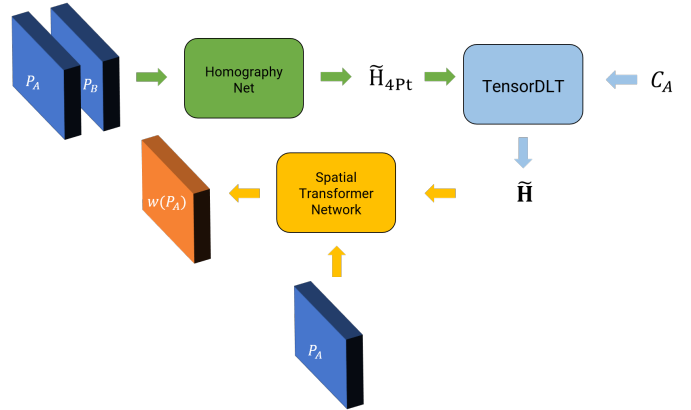 P_A
P_B
Homography
Net
H̃_4Pt
TensorDLT
C_A
w(P_A)
Spatial
Transformer
Network
H̃
P_A